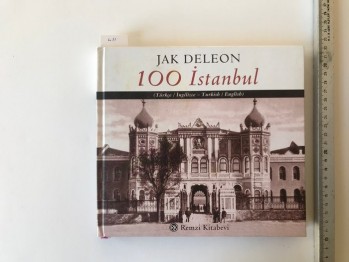 JAK DELEON
100 İstanbul
(Türkçe / İngilizce - Turkish / English)
Remzi Kitabevi